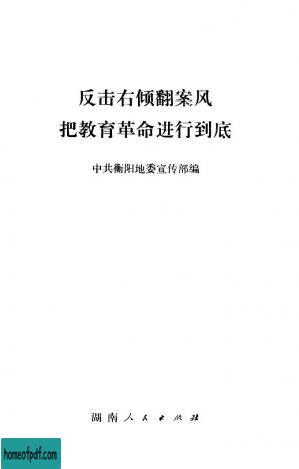 反击右倾翻案风
把教育革命进行到底
中共衡阳地委宣传部编
湖南人民出版社
homeofpdf.com